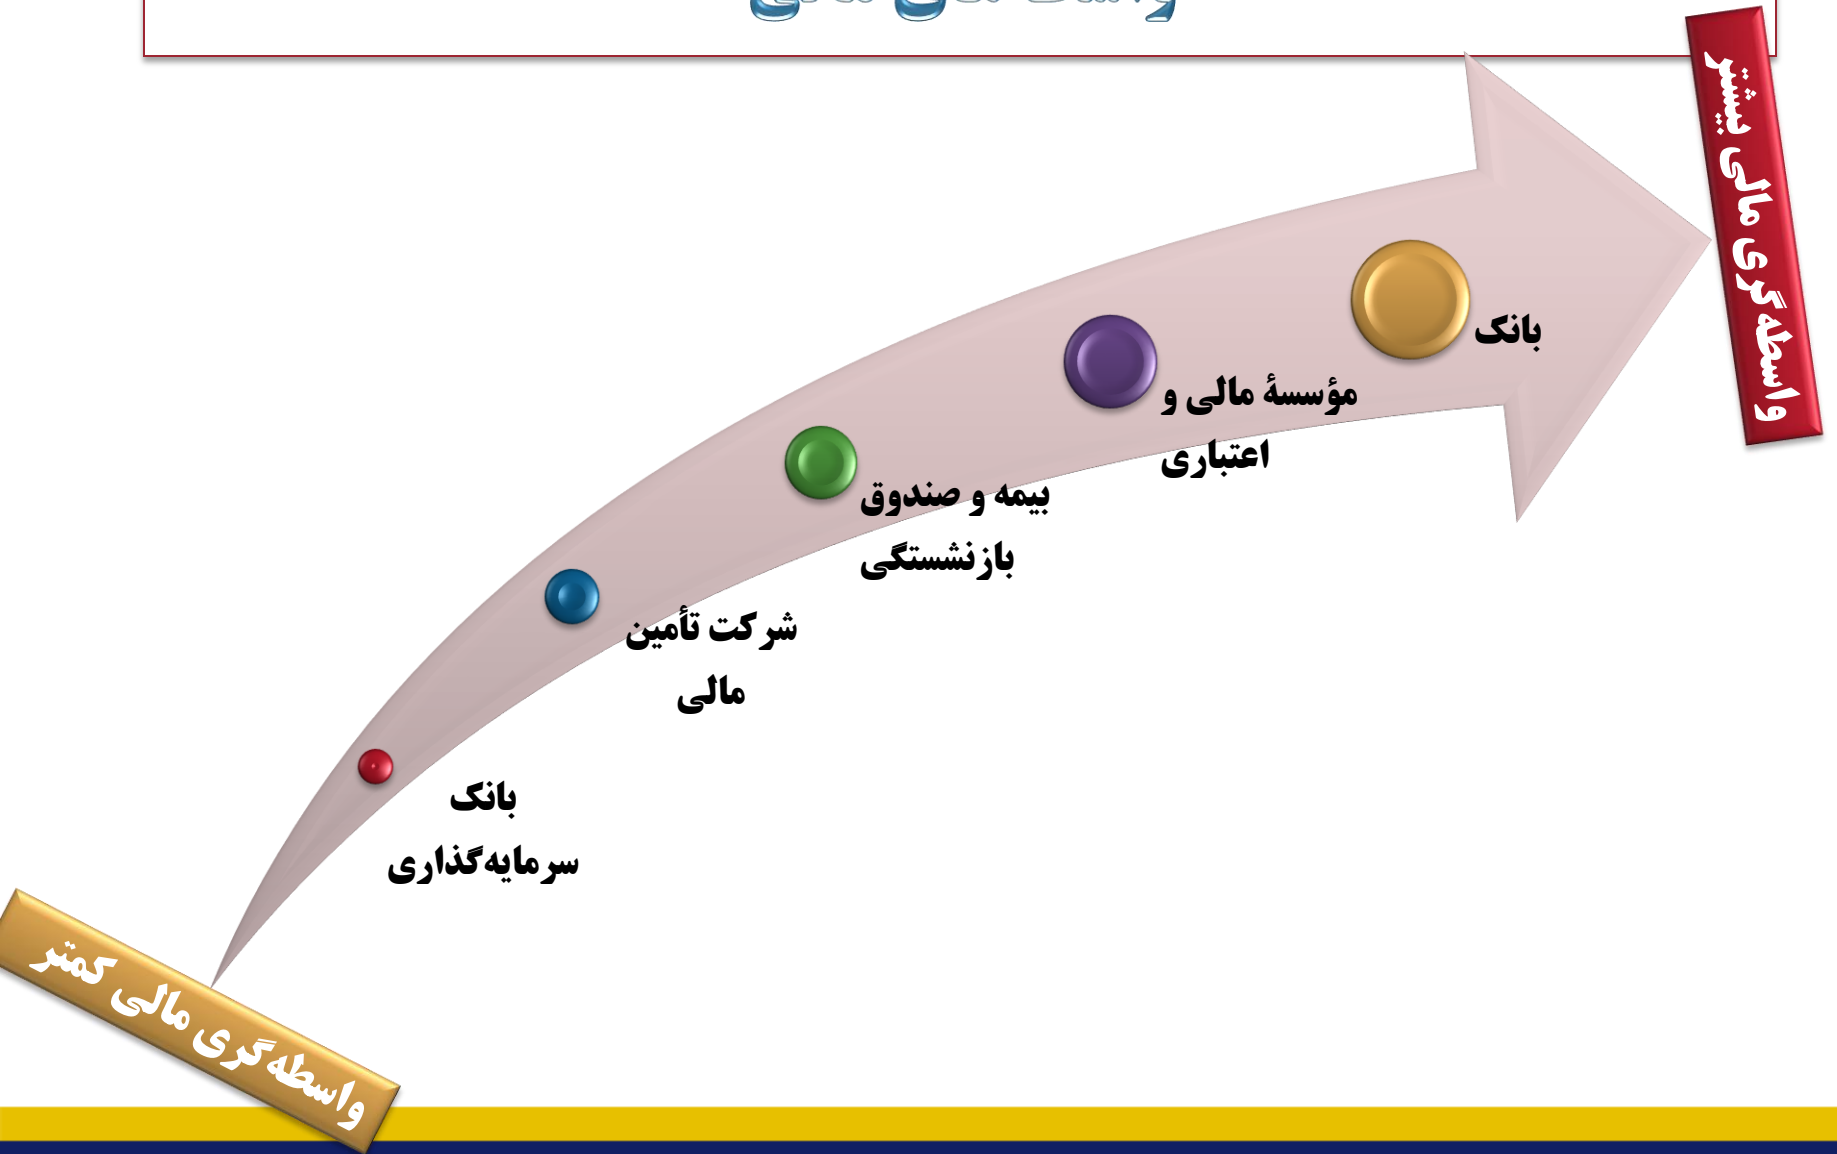 واسطه‌گری مالی بیشتر
بانک
مؤسسهٔ مالی و
اعتباری
بیمه و صندوق
بازنشستگی
شرکت تأمین
مالی
بانک
سرمایه‌گذاری
واسطه‌گری مالی کمتر